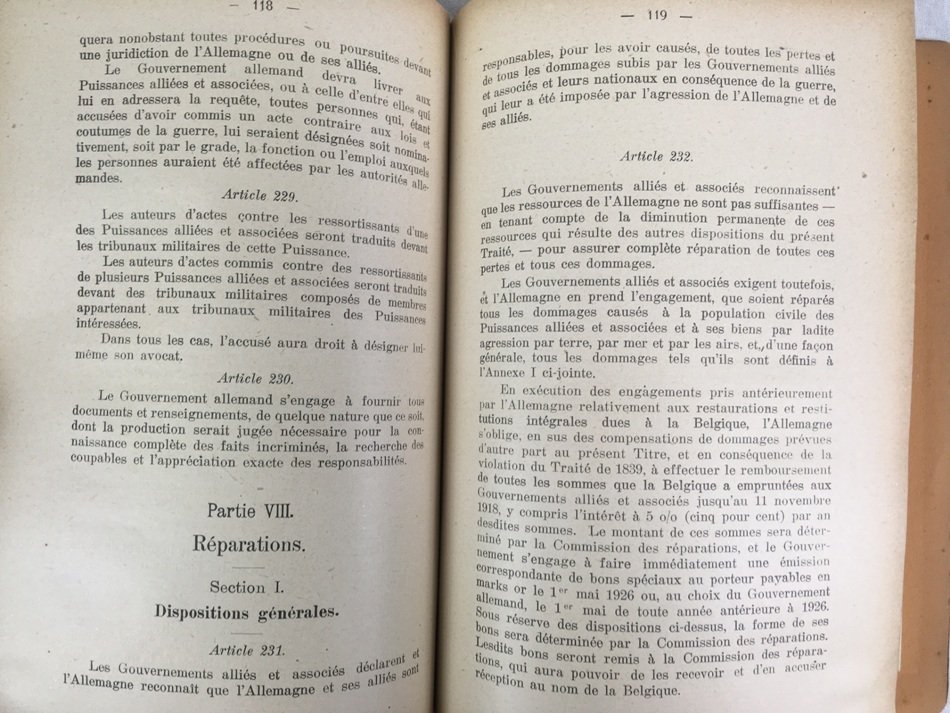 — 118 —
quera nonobstant toutes procédures ou poursuites devant
une juridiction de l'Allemagne ou de ses alliés.
Le Gouvernement allemand devra livrer aux
Puissances alliées et associées, ou à celle d'entre elles qui
lui en adressera la requête, toutes personnes qui, étant
accusées d'avoir commis un acte contraire aux lois et
coutumes de la guerre, lui seraient désignées soit nomina-
tivement, soit par le grade, la fonction ou l'emploi auxquels
les personnes auraient été affectées par les autorités alle-
mandes.
Article 229.
Les auteurs d'actes contre les ressortissants d'une
des Puissances alliées et associées seront traduits devant
les tribunaux militaires de cette Puissance.
Les auteurs d'actes commis contre des ressortissants
de plusieurs Puissances alliées et associées seront traduits
devant des tribunaux militaires composés de membres
appartenant aux tribunaux militaires des Puissances
intéressées.
Dans tous les cas, l'accusé aura droit à désigner lui-
même son avocat.
Article 230.
Le Gouvernement allemand s'engage à fournir tous
documents et renseignements, de quelque nature que ce soit,
dont la production serait jugée nécessaire pour la con-
naissance complète des faits incriminés, la recherche des
coupables et l'appréciation exacte des responsabilités.
Partie VIII.
Réparations.
Section I.
Dispositions générales.
Article 231.
Les Gouvernements alliés et associés déclarent et
l'Allemagne reconnaît que l'Allemagne et ses alliés sont
— 119 —
responsables, pour les avoir causés, de toutes les pertes et
de tous les dommages subis par les Gouvernements alliés
et associés et leurs nationaux en conséquence de la guerre,
qui leur a été imposée par l'agression de l'Allemagne et de
ses alliés.
Article 232.
Les Gouvernements alliés et associés reconnaissent
que les ressources de l'Allemagne ne sont pas suffisantes —
en tenant compte de la diminution permanente de ces
ressources qui résulte des autres dispositions du présent
Traité, — pour assurer complète réparation de toutes ces
pertes et tous ces dommages.
Les Gouvernements alliés et associés exigent toutefois,
et l'Allemagne en prend l'engagement, que soient réparés
tous les dommages causés à la population civile des
Puissances alliées et associées et à ses biens par ladite
agression par terre, par mer et par les airs, et, d'une façon
générale, tous les dommages tels qu'ils sont définis à
l'Annexe I ci-jointe.
En exécution des engagements pris antérieurement
par l'Allemagne relativement aux restaurations et resti-
tutions intégrales dues à la Belgique, l'Allemagne
s'oblige, en sus des compensations de dommages prévues
d'autre part au présent Titre, et en conséquence de la
violation du Traité de 1839, à effectuer le remboursement
de toutes les sommes que la Belgique a empruntées aux
Gouvernements alliés et associés jusqu'au 11 novembre
1918, y compris l'intérêt à 5 o/o (cinq pour cent) par an
desdites sommes. Le montant de ces sommes sera déter-
miné par la Commission des réparations, et le Gouver-
nement s'engage à faire immédiatement une émission
correspondante de bons spéciaux au porteur payables en
marks or le 1er mai 1926 ou, au choix du Gouvernement
allemand, le 1er mai de toute année antérieure à 1926.
Sous réserve des dispositions ci-dessus, la forme de ses
bons sera déterminée par la Commission des réparations.
Lesdits bons seront remis à la Commission des répara-
tions, qui aura pouvoir de les recevoir et d'en accuser
réception au nom de la Belgique.